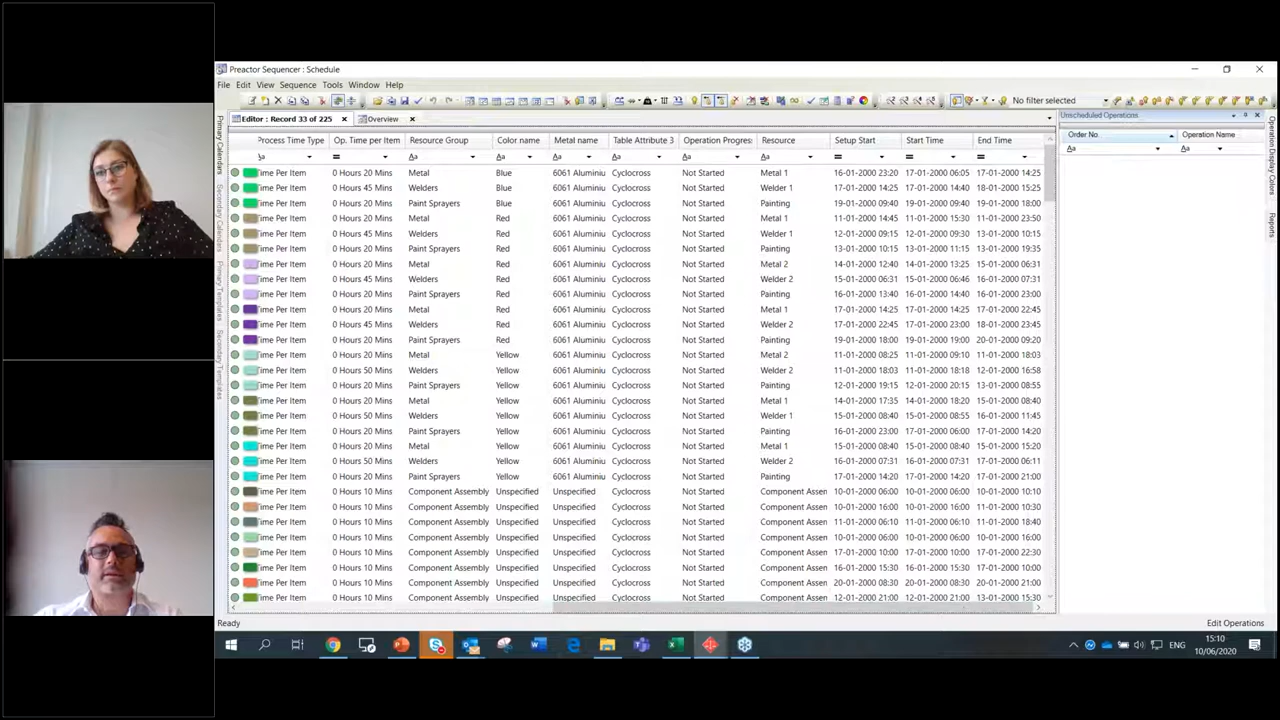 Preactor Sequencer : Schedule
File Edit View Sequence Tools Window Help
No filter selected
Editor : Record 33 of 225 Overview
Unscheduled Operations
Order No. Operation Name
Primary Calendars
Secondary Calendars
Primary Templates
Secondary Templates
Operation Display Colors
Reports
Process Time Type Op. Time per Item Resource Group Color name Metal name Table Attribute 3 Operation Progres: Resource Setup Start Start Time End Time
Time Per Item 0 Hours 20 Mins Metal Blue 6061 Aluminiu Cyclocross Not Started Metal 1 16-01-2000 23:20 17-01-2000 06:05 17-01-2000 14:25
Time Per Item 0 Hours 45 Mins Welders Blue 6061 Aluminiu Cyclocross Not Started Welder 1 17-01-2000 14:25 17-01-2000 14:40 18-01-2000 15:25
Time Per Item 0 Hours 20 Mins Paint Sprayers Blue 6061 Aluminiu Cyclocross Not Started Painting 19-01-2000 09:40 19-01-2000 09:40 19-01-2000 18:00
Time Per Item 0 Hours 20 Mins Metal Red 6061 Aluminiu Cyclocross Not Started Metal 1 11-01-2000 14:45 11-01-2000 15:30 11-01-2000 23:50
Time Per Item 0 Hours 45 Mins Welders Red 6061 Aluminiu Cyclocross Not Started Welder 1 12-01-2000 09:15 12-01-2000 09:30 13-01-2000 10:15
Time Per Item 0 Hours 20 Mins Paint Sprayers Red 6061 Aluminiu Cyclocross Not Started Painting 13-01-2000 10:15 13-01-2000 11:15 13-01-2000 19:35
Time Per Item 0 Hours 20 Mins Metal Red 6061 Aluminiu Cyclocross Not Started Metal 2 14-01-2000 12:40 14-01-2000 13:25 15-01-2000 06:31
Time Per Item 0 Hours 45 Mins Welders Red 6061 Aluminiu Cyclocross Not Started Welder 2 15-01-2000 06:31 15-01-2000 06:46 16-01-2000 07:31
Time Per Item 0 Hours 20 Mins Paint Sprayers Red 6061 Aluminiu Cyclocross Not Started Painting 16-01-2000 13:40 16-01-2000 14:40 16-01-2000 23:00
Time Per Item 0 Hours 20 Mins Metal Red 6061 Aluminiu Cyclocross Not Started Metal 1 17-01-2000 14:25 17-01-2000 14:25 17-01-2000 22:45
Time Per Item 0 Hours 45 Mins Welders Red 6061 Aluminiu Cyclocross Not Started Welder 2 17-01-2000 22:45 17-01-2000 23:00 18-01-2000 23:45
Time Per Item 0 Hours 20 Mins Paint Sprayers Red 6061 Aluminiu Cyclocross Not Started Painting 19-01-2000 18:00 19-01-2000 19:00 20-01-2000 09:20
Time Per Item 0 Hours 20 Mins Metal Yellow 6061 Aluminiu Cyclocross Not Started Metal 2 11-01-2000 08:25 11-01-2000 09:10 11-01-2000 18:03
Time Per Item 0 Hours 50 Mins Welders Yellow 6061 Aluminiu Cyclocross Not Started Welder 2 11-01-2000 18:03 11-01-2000 18:18 12-01-2000 16:58
Time Per Item 0 Hours 20 Mins Paint Sprayers Yellow 6061 Aluminiu Cyclocross Not Started Painting 12-01-2000 19:15 12-01-2000 20:15 13-01-2000 08:55
Time Per Item 0 Hours 20 Mins Metal Yellow 6061 Aluminiu Cyclocross Not Started Metal 1 14-01-2000 17:35 14-01-2000 18:20 15-01-2000 08:40
Time Per Item 0 Hours 50 Mins Welders Yellow 6061 Aluminiu Cyclocross Not Started Welder 1 15-01-2000 08:40 15-01-2000 08:55 16-01-2000 11:45
Time Per Item 0 Hours 20 Mins Paint Sprayers Yellow 6061 Aluminiu Cyclocross Not Started Painting 16-01-2000 23:00 17-01-2000 06:00 17-01-2000 14:20
Time Per Item 0 Hours 20 Mins Metal Yellow 6061 Aluminiu Cyclocross Not Started Metal 1 15-01-2000 08:40 15-01-2000 08:40 15-01-2000 15:20
Time Per Item 0 Hours 50 Mins Welders Yellow 6061 Aluminiu Cyclocross Not Started Welder 2 16-01-2000 07:31 16-01-2000 07:31 17-01-2000 06:11
Time Per Item 0 Hours 20 Mins Paint Sprayers Yellow 6061 Aluminiu Cyclocross Not Started Painting 17-01-2000 14:20 17-01-2000 14:20 17-01-2000 21:00
Time Per Item 0 Hours 10 Mins Component Assembly Unspecified Unspecified Cyclocross Not Started Component Assen 10-01-2000 06:00 10-01-2000 06:00 10-01-2000 10:10
Time Per Item 0 Hours 10 Mins Component Assembly Unspecified Unspecified Cyclocross Not Started Component Assen 10-01-2000 16:00 10-01-2000 16:00 11-01-2000 10:30
Time Per Item 0 Hours 10 Mins Component Assembly Unspecified Unspecified Cyclocross Not Started Component Assen 11-01-2000 06:10 11-01-2000 06:10 11-01-2000 18:40
Time Per Item 0 Hours 10 Mins Component Assembly Unspecified Unspecified Cyclocross Not Started Component Assen 10-01-2000 06:00 10-01-2000 06:00 10-01-2000 16:00
Time Per Item 0 Hours 10 Mins Component Assembly Unspecified Unspecified Cyclocross Not Started Component Assen 17-01-2000 10:00 17-01-2000 10:00 17-01-2000 22:30
Time Per Item 0 Hours 10 Mins Component Assembly Unspecified Unspecified Cyclocross Not Started Component Assen 16-01-2000 15:30 16-01-2000 15:30 17-01-2000 10:00
Time Per Item 0 Hours 10 Mins Component Assembly Unspecified Unspecified Cyclocross Not Started Component Assen 20-01-2000 08:30 20-01-2000 08:30 20-01-2000 21:00
Time Per Item 0 Hours 10 Mins Component Assembly Unspecified Unspecified Cyclocross Not Started Component Assen 12-01-2000 21:00 12-01-2000 21:00 13-01-2000 15:30
Ready Edit Operations
ENG
15:10
10/06/2020